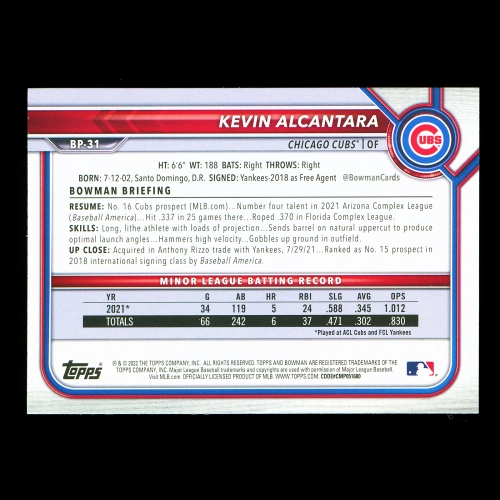 KEVIN ALCANTARA
BP-31
CHICAGO CUBS® | OF
CUBS
HT: 6'6" WT: 188 BATS: Right THROWS: Right
BORN: 7-12-02, Santo Domingo, D.R. SIGNED: Yankees-2018 as Free Agent @BowmanCards
BOWMAN BRIEFING
RESUME: No. 16 Cubs prospect (MLB.com)...Number four talent in 2021 Arizona Complex League
(Baseball America)...Hit .337 in 25 games there...Roped .370 in Florida Complex League.
SKILLS: Long, lithe athlete with loads of projection...Sends barrel on natural uppercut to produce
optimal launch angles...Hammers high velocity...Gobbles up ground in outfield.
UP CLOSE: Acquired in Anthony Rizzo trade with Yankees, 7/29/21...Ranked as No. 15 prospect in
2018 international signing class by Baseball America.
MINOR LEAGUE BATTING RECORD
YR G AB HR RBI SLG AVG OPS
2021* 34 119 5 24 .588 .345 1.012
TOTALS 66 242 6 37 .471 .302 .830
*Played at ACL Cubs and FCL Yankees
Topps
® & © 2022 THE TOPPS COMPANY, INC. ALL RIGHTS RESERVED. TOPPS AND BOWMAN ARE REGISTERED TRADEMARKS OF
THE TOPPS COMPANY, INC. Major League Baseball trademarks and copyrights are used with permission of Major League Baseball.
Visit MLB.com. OFFICIALLY LICENSED PRODUCT OF MLB. WWW.TOPPS.COM. CODE#CMP051680